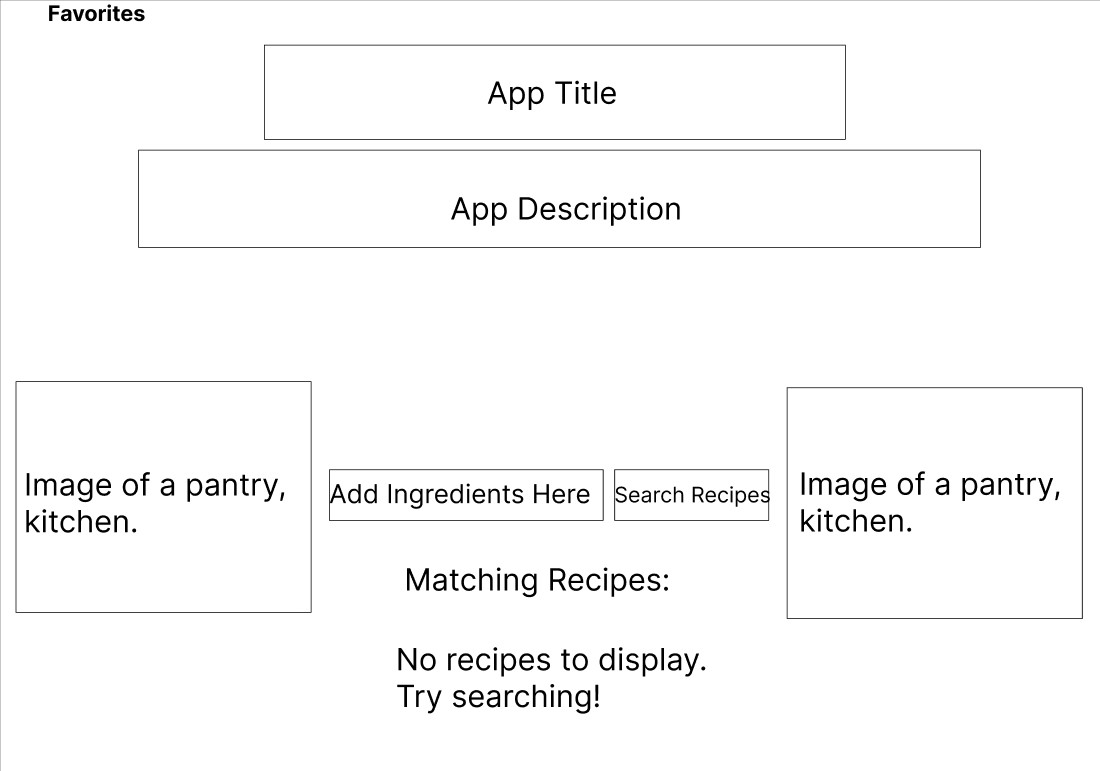 Favorites
App Title
App Description
Image of a pantry,
kitchen.
Add Ingredients Here
Search Recipes
Image of a pantry,
kitchen.
Matching Recipes:
No recipes to display.
Try searching!